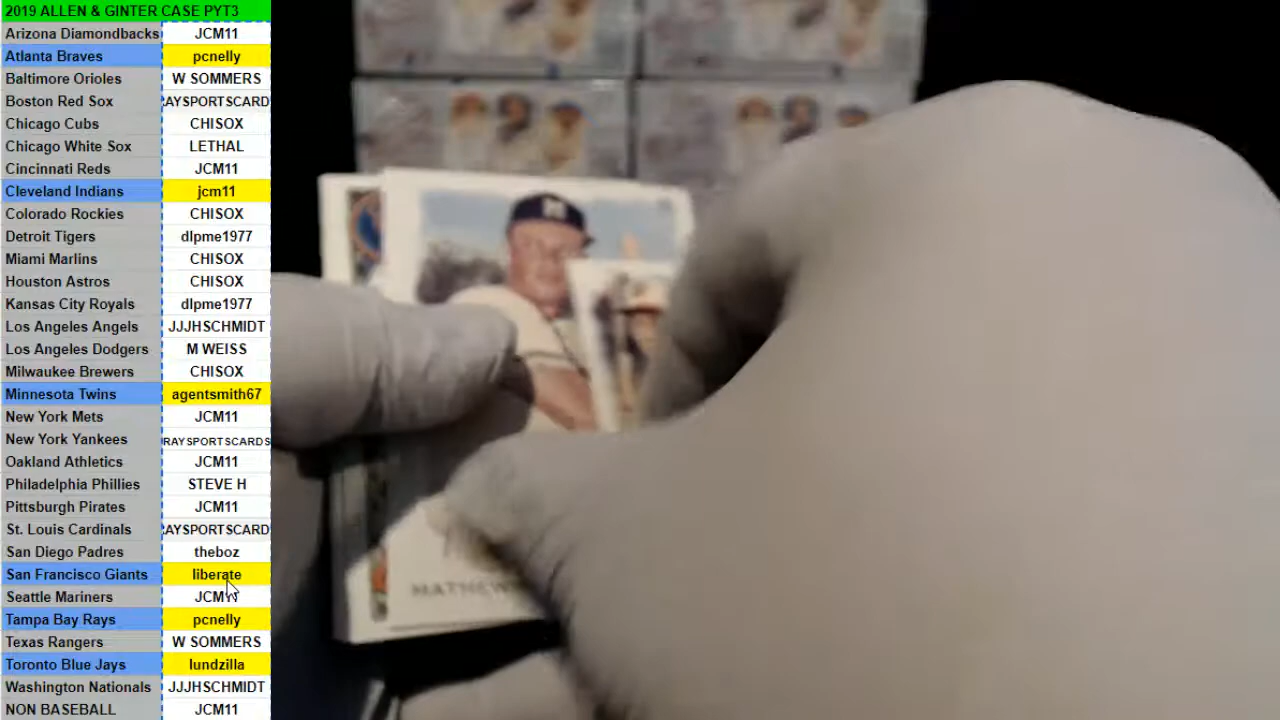 2019 ALLEN & GINTER CASE PYT3
Arizona Diamondbacks JCM11
Atlanta Braves pcnelly
Baltimore Orioles W SOMMERS
Boston Red Sox AYSPORTSCARD
Chicago Cubs CHISOX
Chicago White Sox LETHAL
Cincinnati Reds JCM11
Cleveland Indians jcm11
Colorado Rockies CHISOX
Detroit Tigers dlpme1977
Miami Marlins CHISOX
Houston Astros CHISOX
Kansas City Royals dlpme1977
Los Angeles Angels JJJHSCHMIDT
Los Angeles Dodgers M WEISS
Milwaukee Brewers CHISOX
Minnesota Twins agentsmith67
New York Mets JCM11
New York Yankees RAYSPORTSCARDS
Oakland Athletics JCM11
Philadelphia Phillies STEVE H
Pittsburgh Pirates JCM11
St. Louis Cardinals AYSPORTSCARD
San Diego Padres theboz
San Francisco Giants liberate
Seattle Mariners
Tampa Bay Rays pcnelly
Texas Rangers W SOMMERS
Toronto Blue Jays lundzilla
Washington Nationals JJJHSCHMIDT
NON BASEBALL JCM11
M